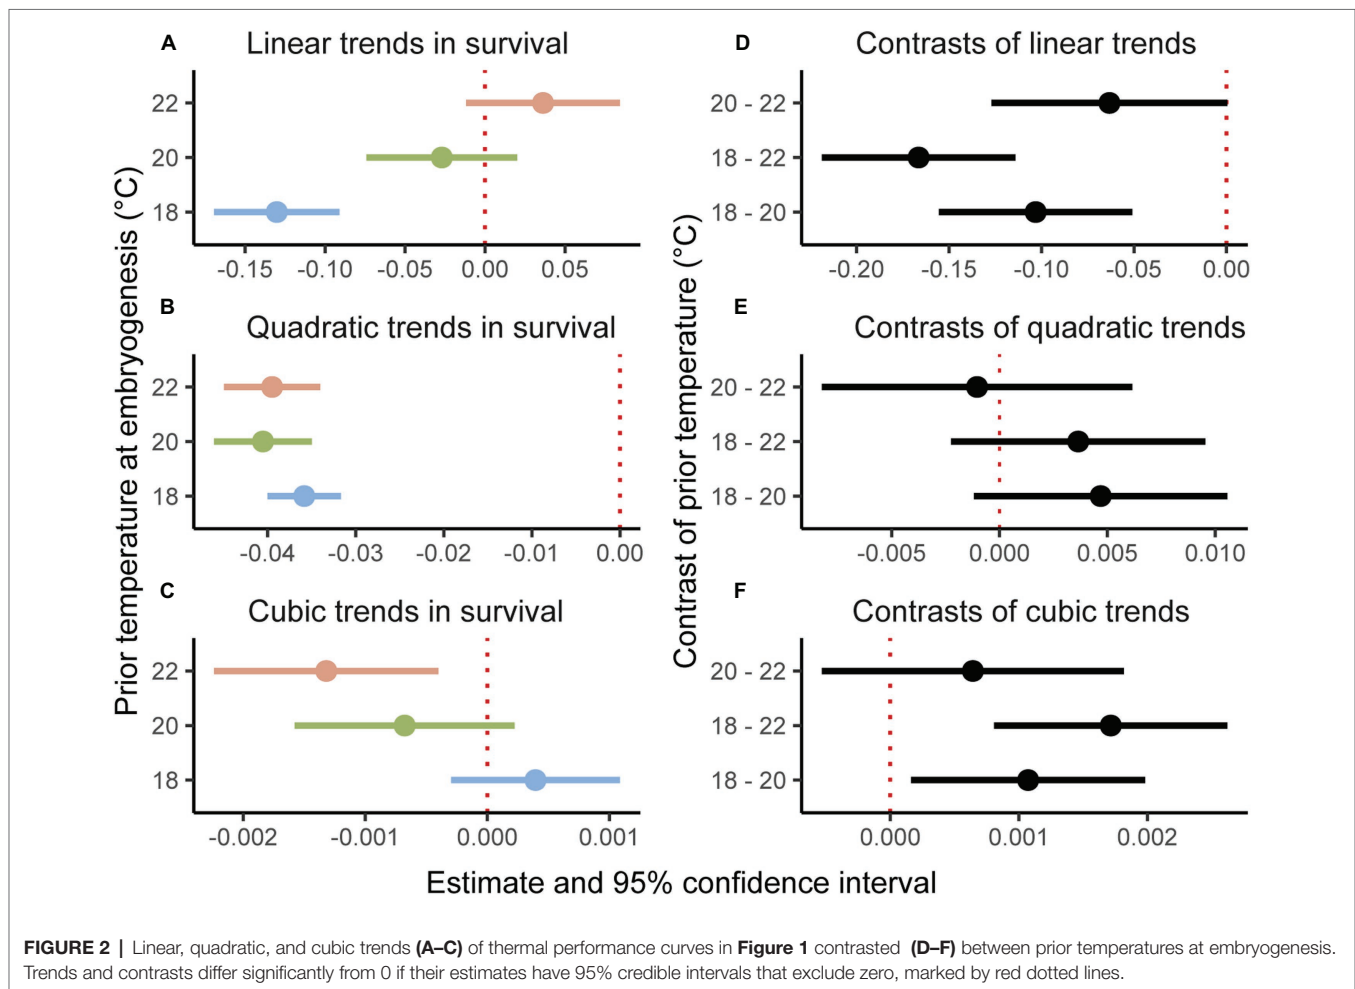 A
Linear trends in survival
22
20
18
-0.15 -0.10 -0.05 0.00 0.05
B
Quadratic trends in survival
22
20
18
-0.04 -0.03 -0.02 -0.01 0.00
C
Cubic trends in survival
22
20
18
-0.002 -0.001 0.000 0.001
Prior temperature at embryogenesis (°C)
D
Contrasts of linear trends
20 - 22
18 - 22
18 - 20
-0.20 -0.15 -0.10 -0.05 0.00
E
Contrasts of quadratic trends
20 - 22
18 - 22
18 - 20
-0.005 0.000 0.005 0.010
F
Contrasts of cubic trends
20 - 22
18 - 22
18 - 20
0.000 0.001 0.002
Contrast of prior temperature (°C)
Estimate and 95% confidence interval
FIGURE 2 | Linear, quadratic, and cubic trends (A–C) of thermal performance curves in Figure 1 contrasted (D–F) between prior temperatures at embryogenesis.
Trends and contrasts differ significantly from 0 if their estimates have 95% credible intervals that exclude zero, marked by red dotted lines.